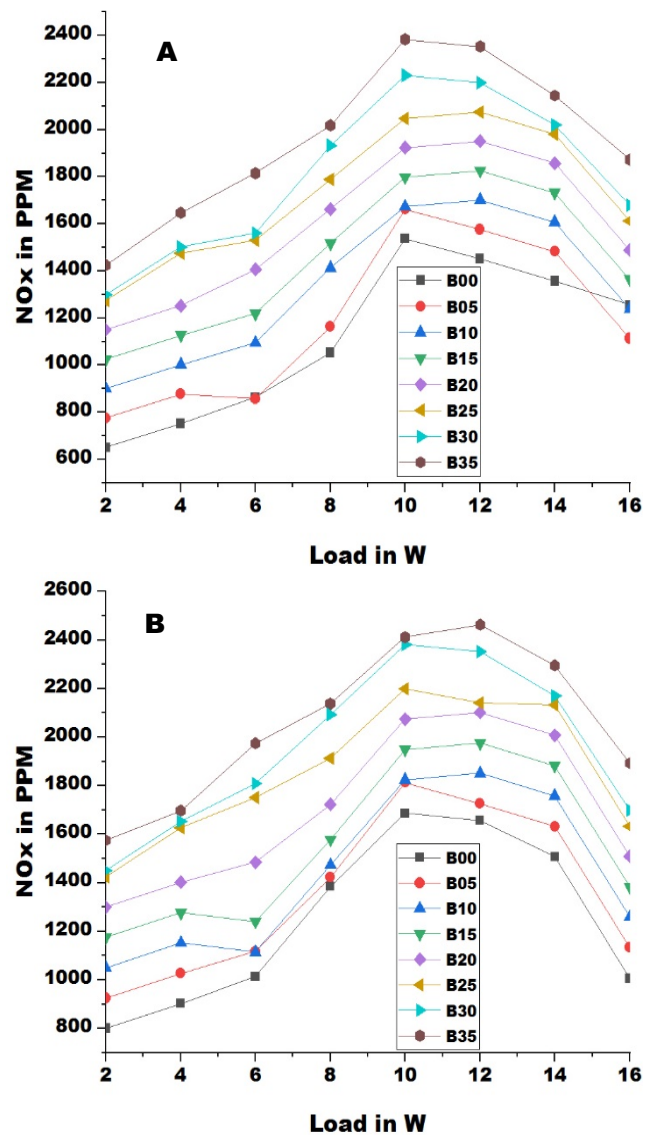 A
NOx in PPM
2400
2200
2000
1800
1600
1400
1200
1000
800
600
B00
B05
B10
B15
B20
B25
B30
B35
2 4 6 8 10 12 14 16
Load in W
B
NOx in PPM
2600
2400
2200
2000
1800
1600
1400
1200
1000
800
B00
B05
B10
B15
B20
B25
B30
B35
2 4 6 8 10 12 14 16
Load in W